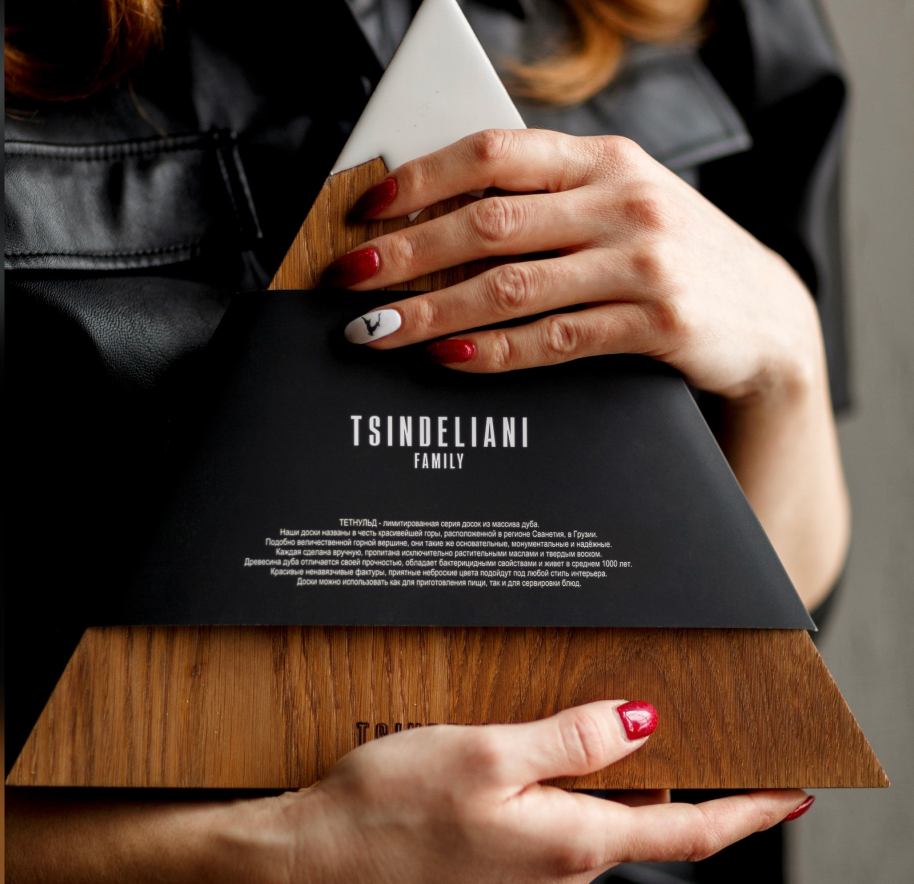 TSINDELIANI
FAMILY
ТЕТНУЛЬД - лимитированная серия досок из массива дуба.
Наши доски названы в честь красивейшей горы, расположенной в регионе Сванетия, в Грузии.
Подобно величественной горной вершине, они такие же основательные, монументальные и надёжные.
Каждая сделана вручную, пропитана исключительно растительными маслами и твердым воском.
Древесина дуба отличается своей прочностью, обладает бактерицидными свойствами и живет в среднем 1000 лет.
Красивые ненавязчивые фактуры, приятные неброские цвета подойдут под любой стиль интерьера.
Доски можно использовать как для приготовления пищи, так и для сервировки блюд.